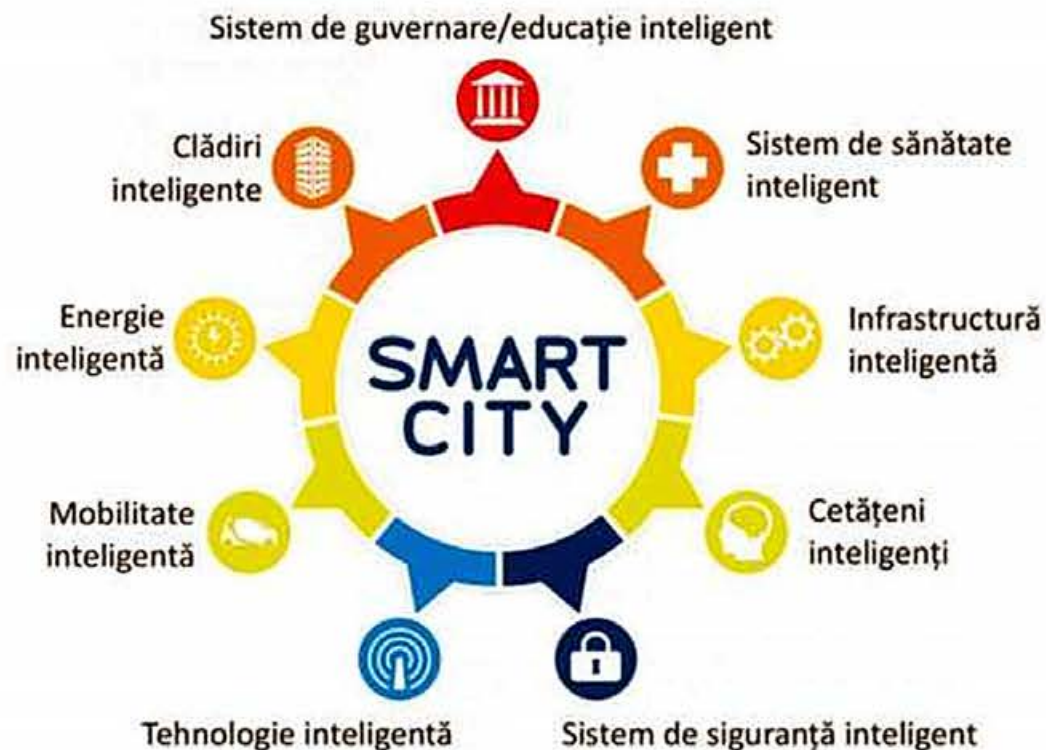 Sistem de guvernare/educație inteligent
Clădiri
inteligente
Sistem de sănătate
inteligent
Energie
inteligentă
Infrastructură
inteligentă
SMART
CITY
Mobilitate
inteligentă
Cetățeni
inteligenți
Tehnologie inteligentă
Sistem de siguranță inteligent